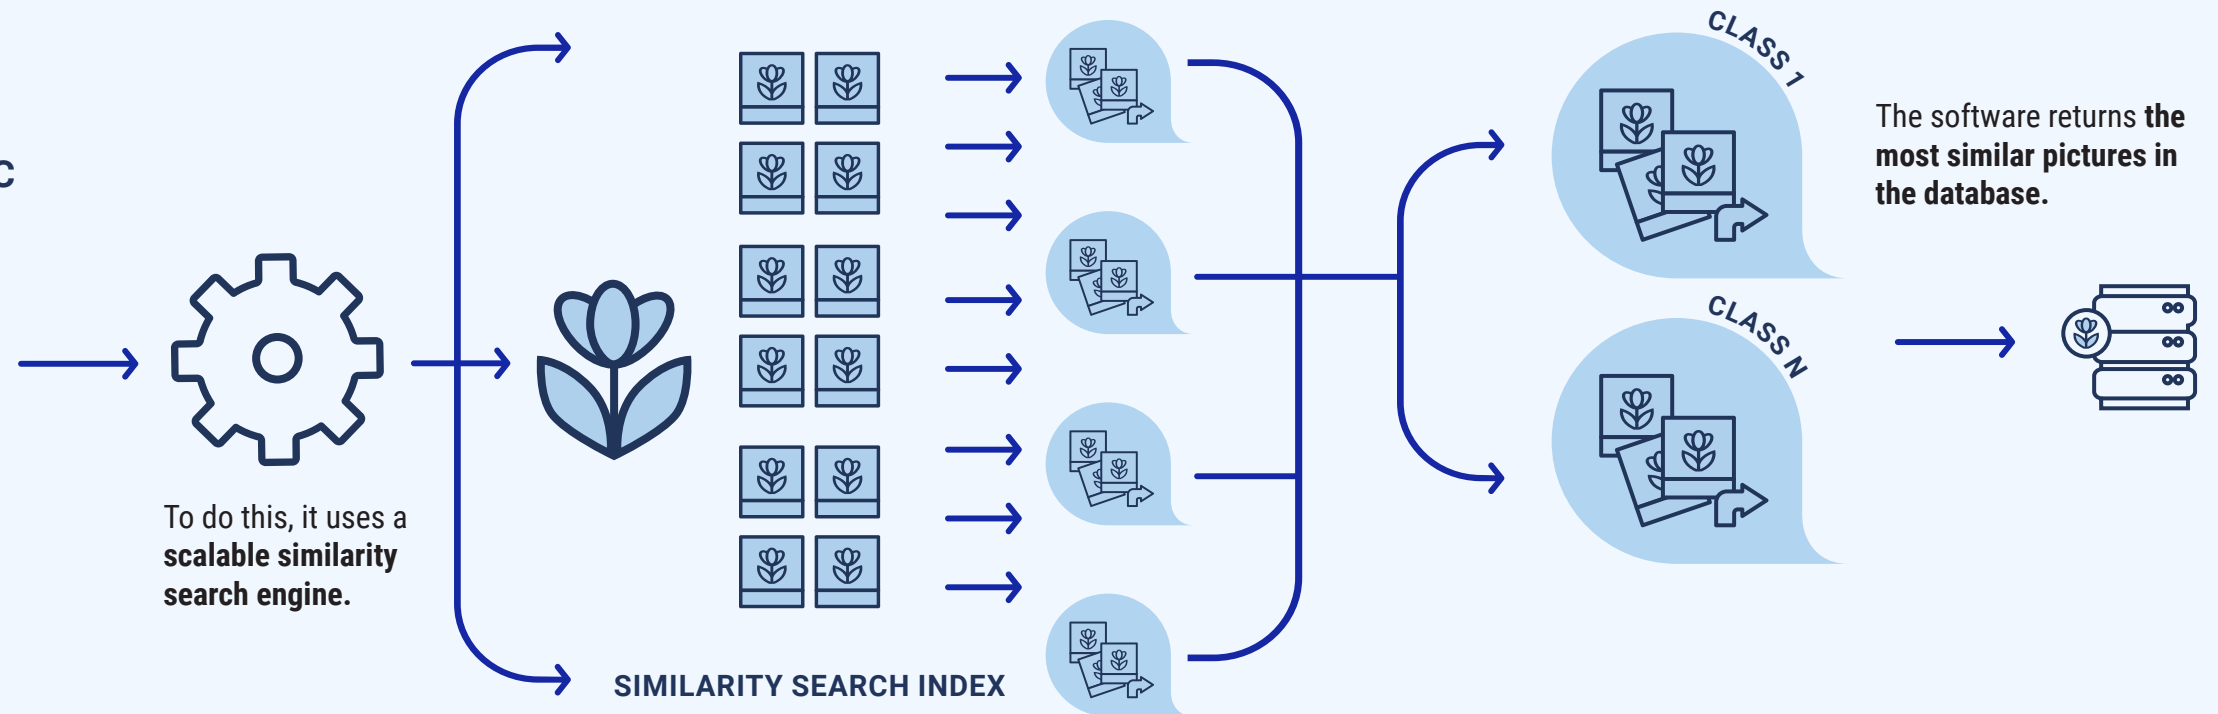 C
To do this, it uses a
scalable similarity
search engine.
SIMILARITY SEARCH INDEX
CLASS 1
The software returns the
most similar pictures in
the database.
CLASS N